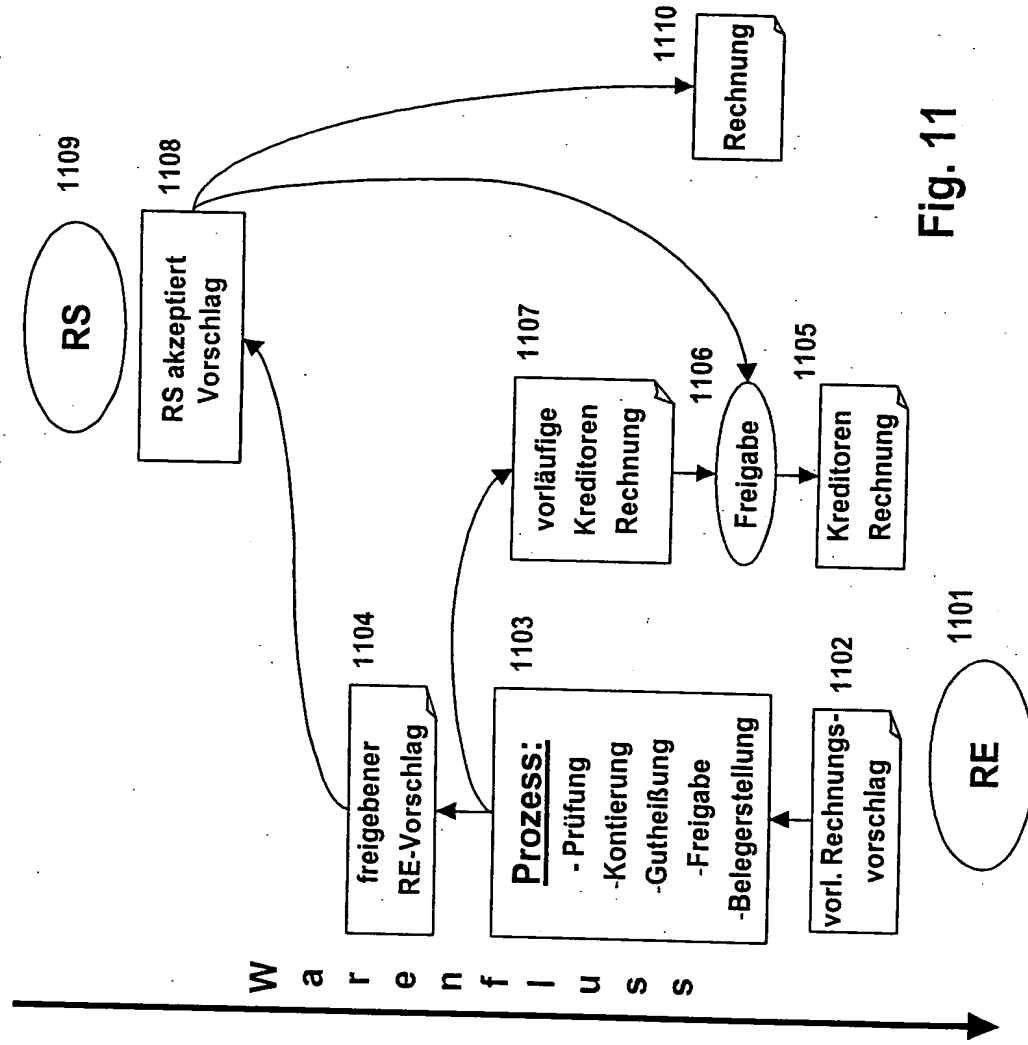 1109
RS
1108
RS akzeptiert
Vorschlag
1104
freigebener
RE-Vorschlag
1103
Prozess:
- Prüfung
-Kontierung
-Gutheißung
-Freigabe
-Belegerstellung
1107
vorläufige
Kreditoren
Rechnung
1106
Freigabe
1105
Kreditoren
Rechnung
1110
Rechnung
1102
vorl. Rechnungs-
vorschlag
1101
RE
Warenfluss
Fig. 11